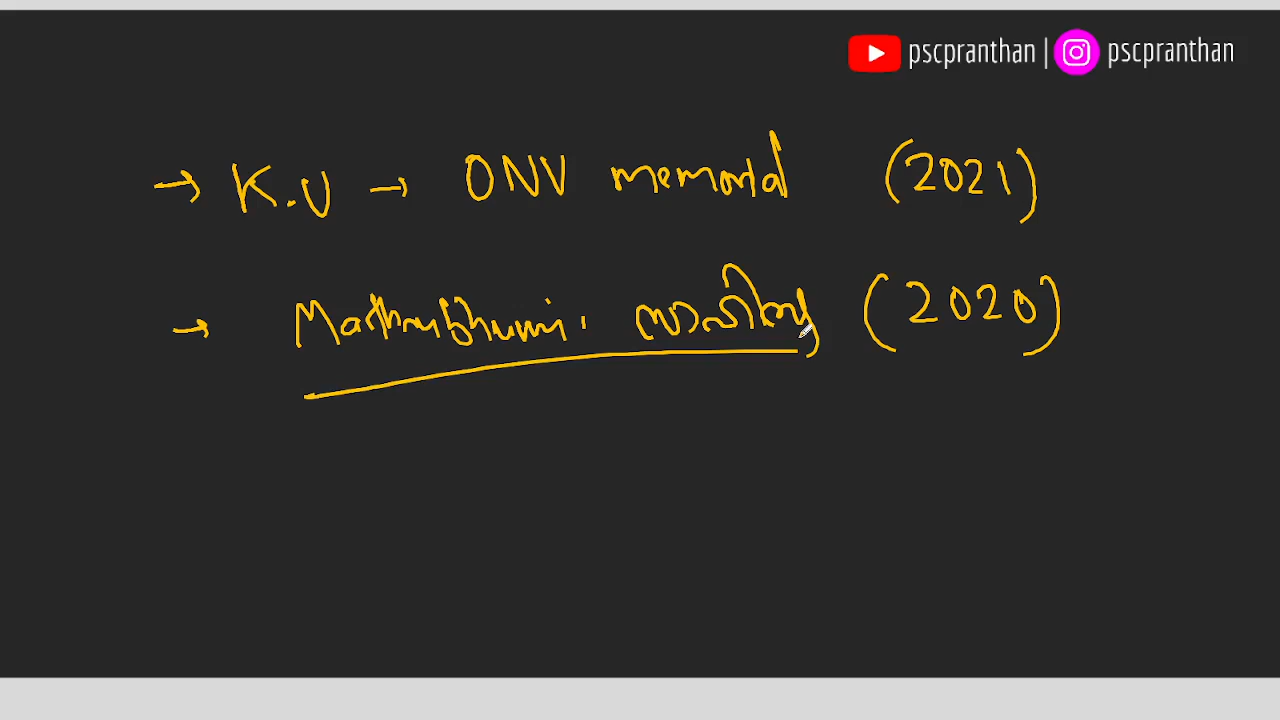 pscpranthan | pscpranthan
→ K.U → ONV memorial (2021)
→ Mathrubhumi സാഹിത്യ (2020)